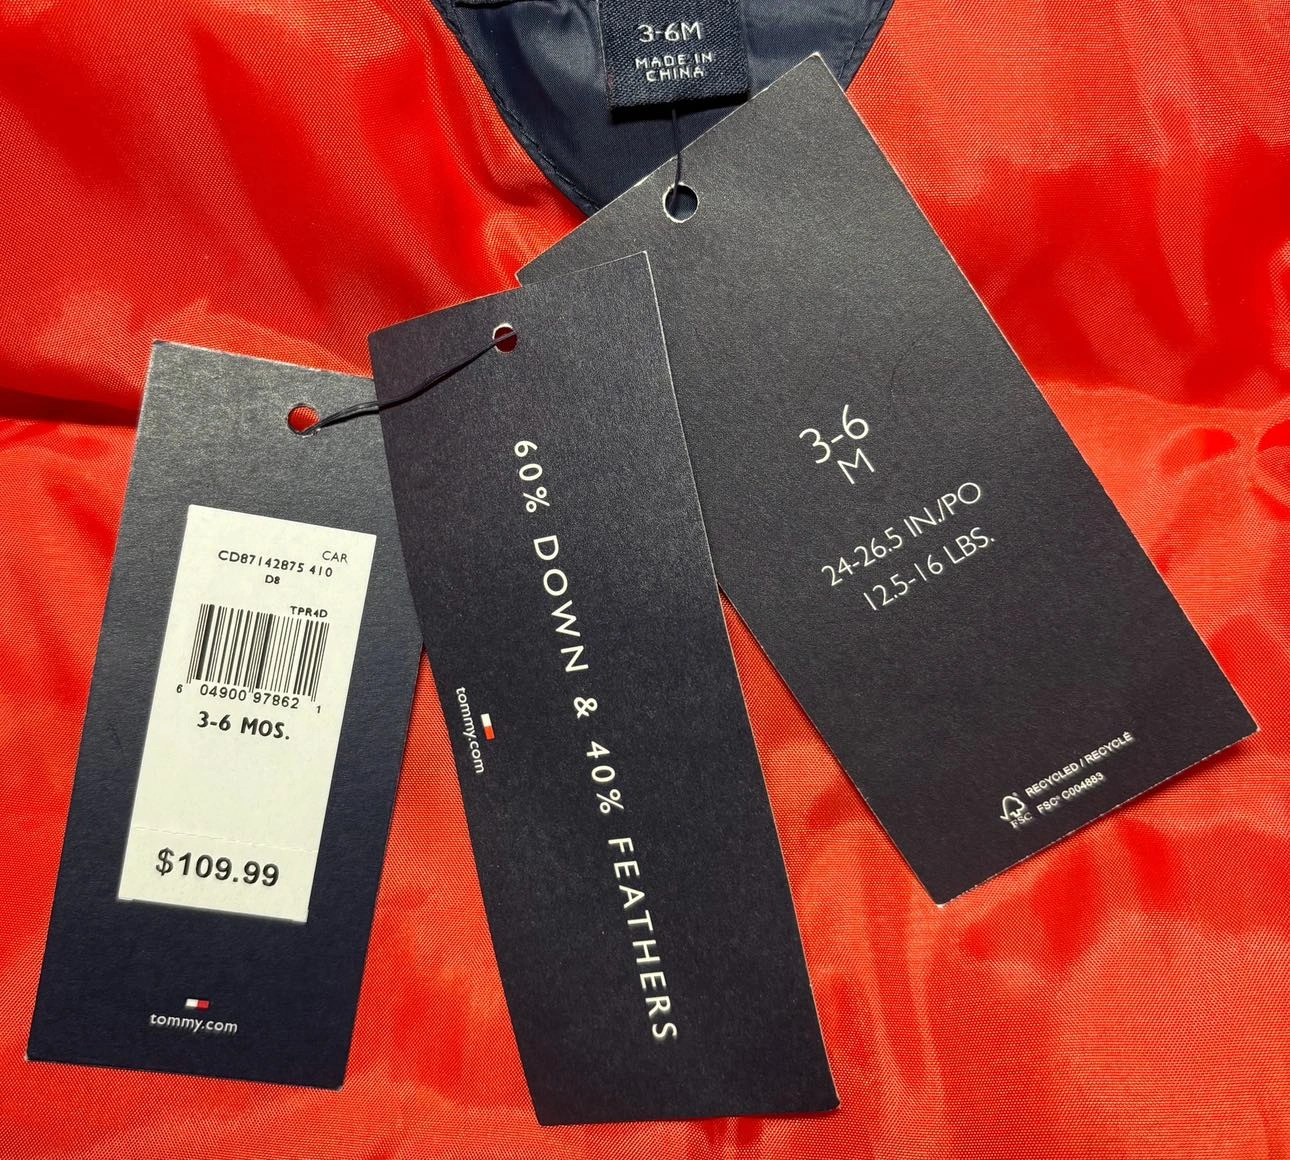 3-6M
MADE IN
CHINA
3-6
M
24-26.5 IN./PO
12.5-16 LBS.
RECYCLED / RECYCLÉ
FSC® C004883
FSC
60% DOWN & 40% FEATHERS
tommy.com
CAR
CD87142875 410
D8
TPR4D
6 04900 97862 1
3-6 MOS.
$109.99
tommy.com